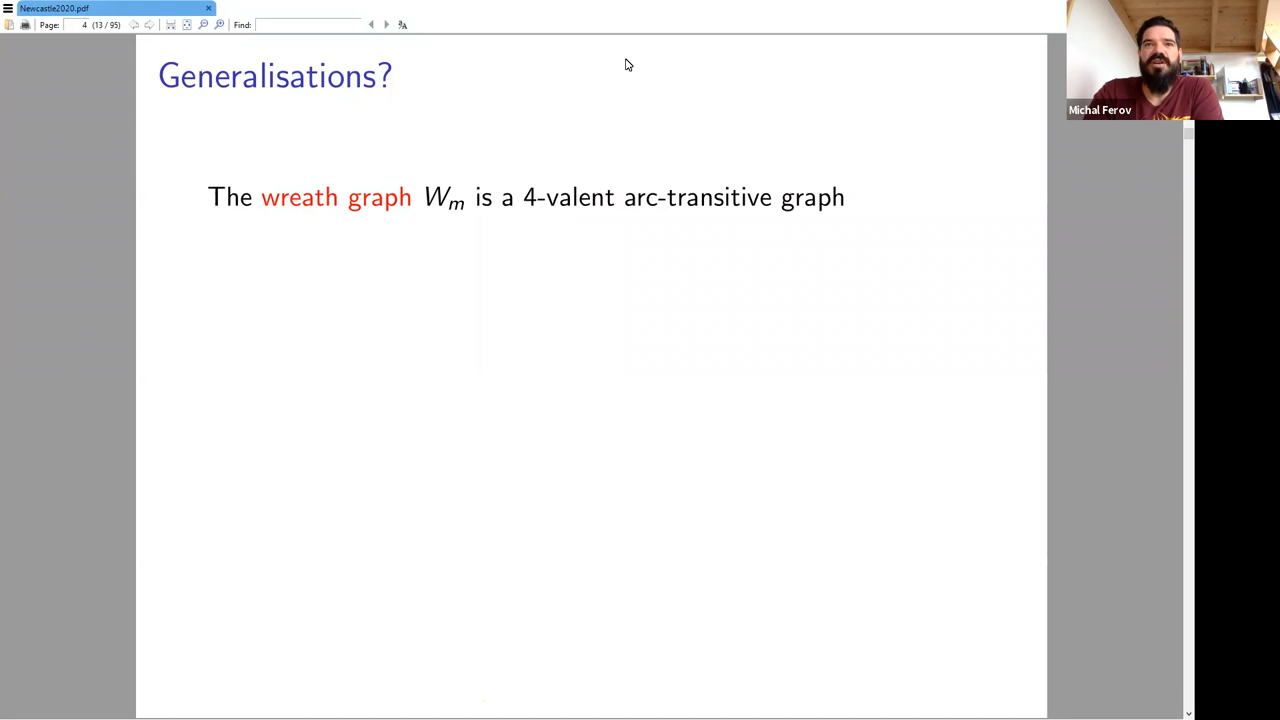 Newcastle2020.pdf
Page: 4 (13 / 95) Find:
Generalisations?
The wreath graph Wm is a 4-valent arc-transitive graph
Michal Ferov